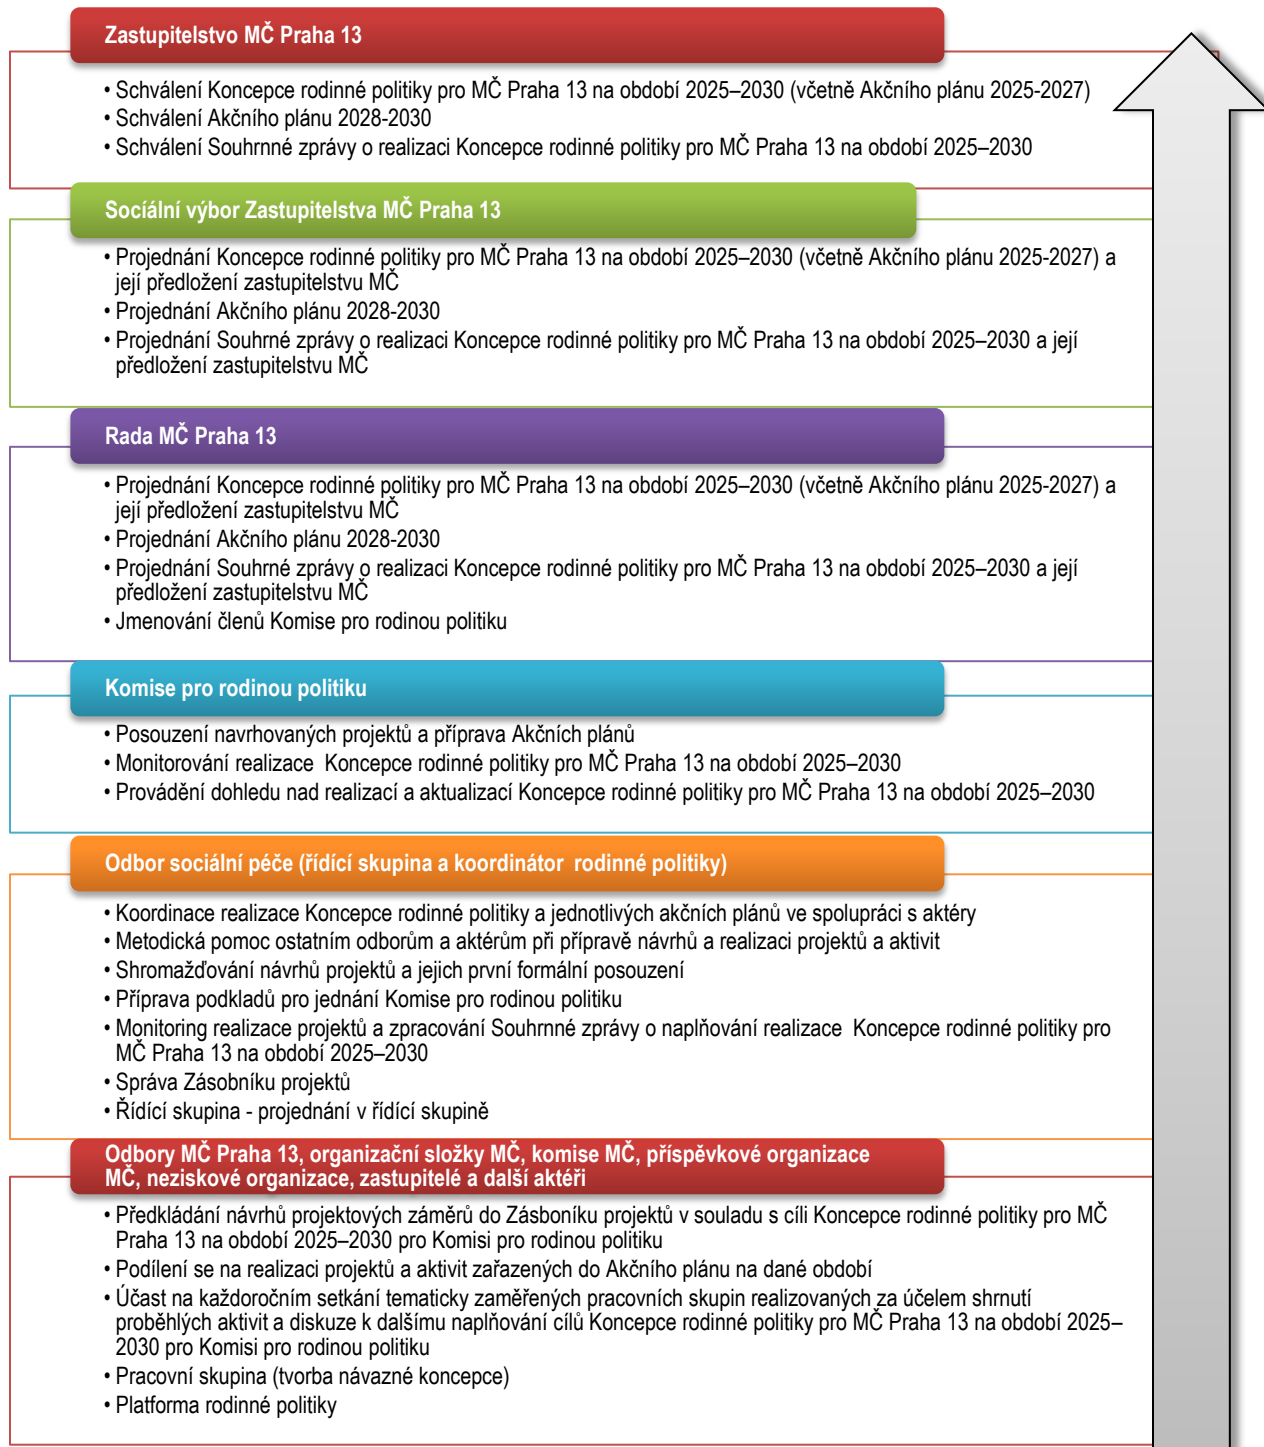 Zastupitelstvo MČ Praha 13
• Schválení Koncepce rodinné politiky pro MČ Praha 13 na období 2025–2030 (včetně Akčního plánu 2025-2027)
• Schválení Akčního plánu 2028-2030
• Schválení Souhrnné zprávy o realizaci Koncepce rodinné politiky pro MČ Praha 13 na období 2025–2030
Socíální výbor Zastupitelstva MČ Praha 13
• Projednání Koncepce rodinné politiky pro MČ Praha 13 na období 2025–2030 (včetně Akčního plánu 2025-2027) a
její předložení zastupitelstvu MČ
• Projednání Akčního plánu 2028-2030
• Projednání Souhrné zprávy o realizaci Koncepce rodinné politiky pro MČ Praha 13 na období 2025–2030 a její
předložení zastupitelstvu MČ
Rada MČ Praha 13
• Projednání Koncepce rodinné politiky pro MČ Praha 13 na období 2025–2030 (včetně Akčního plánu 2025-2027) a
její předložení zastupitelstvu MČ
• Projednání Akčního plánu 2028-2030
• Projednání Souhrné zprávy o realizaci Koncepce rodinné politiky pro MČ Praha 13 na období 2025–2030 a její
předložení zastupitelstvu MČ
• Jmenování členů Komise pro rodinou politiku
Komise pro rodinou politiku
• Posouzení navrhovaných projektů a příprava Akčních plánů
• Monitorování realizace  Koncepce rodinné politiky pro MČ Praha 13 na období 2025–2030
• Provádění dohledu nad realizací a aktualizací Koncepce rodinné politiky pro MČ Praha 13 na období 2025–2030
Odbor sociální péče (řídící skupina a koordinátor  rodinné politiky)
• Koordinace realizace Koncepce rodinné politiky a jednotlivých akčních plánů ve spolupráci s aktéry
• Metodická pomoc ostatním odborům a aktérům při přípravě návrhů a realizaci projektů a aktivit
• Shromažďování návrhů projektů a jejich první formální posouzení
• Příprava podkladů pro jednání Komise pro rodinou politiku
• Monitoring realizace projektů a zpracování Souhrnné zprávy o naplňování realizace  Koncepce rodinné politiky pro
MČ Praha 13 na období 2025–2030
• Správa Zásobníku projektů
• Řídící skupina - projednání v řídící skupině
Odbory MČ Praha 13, organizační složky MČ, komise MČ, příspěvkové organizace
MČ, neziskové organizace, zastupitelé a další aktéři
• Předkládání návrhů projektových záměrů do Zásboníku projektů v souladu s cíli Koncepce rodinné politiky pro MČ
Praha 13 na období 2025–2030 pro Komisi pro rodinou politiku
• Podílení se na realizaci projektů a aktivit zařazených do Akčního plánu na dané období
• Účast na každoročním setkání tematicky zaměřených pracovních skupin realizovaných za účelem shrnutí
proběhlých aktivit a diskuze k dalšímu naplňování cílů Koncepce rodinné politiky pro MČ Praha 13 na období 2025–
2030 pro Komisi pro rodinou politiku
• Pracovní skupina (tvorba návazné koncepce)
• Platforma rodinné politiky